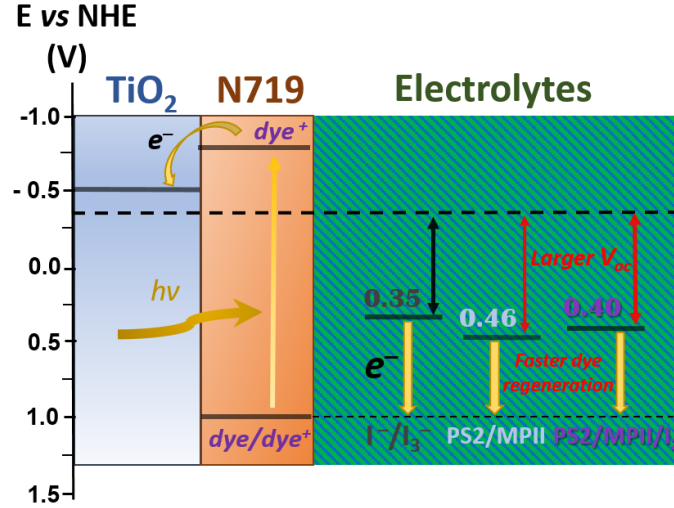 E vs NHE
(V)
TiO₂ N719 Electrolytes
-1.0
e⁻ dye⁺
- 0.5
Larger Voc
0.0
hν
0.35
0.46
0.40
0.5
e⁻
Faster dye
regeneration
1.0
dye/dye⁺
I⁻/I₃⁻ PS2/MPII PS2/MPII/I
1.5